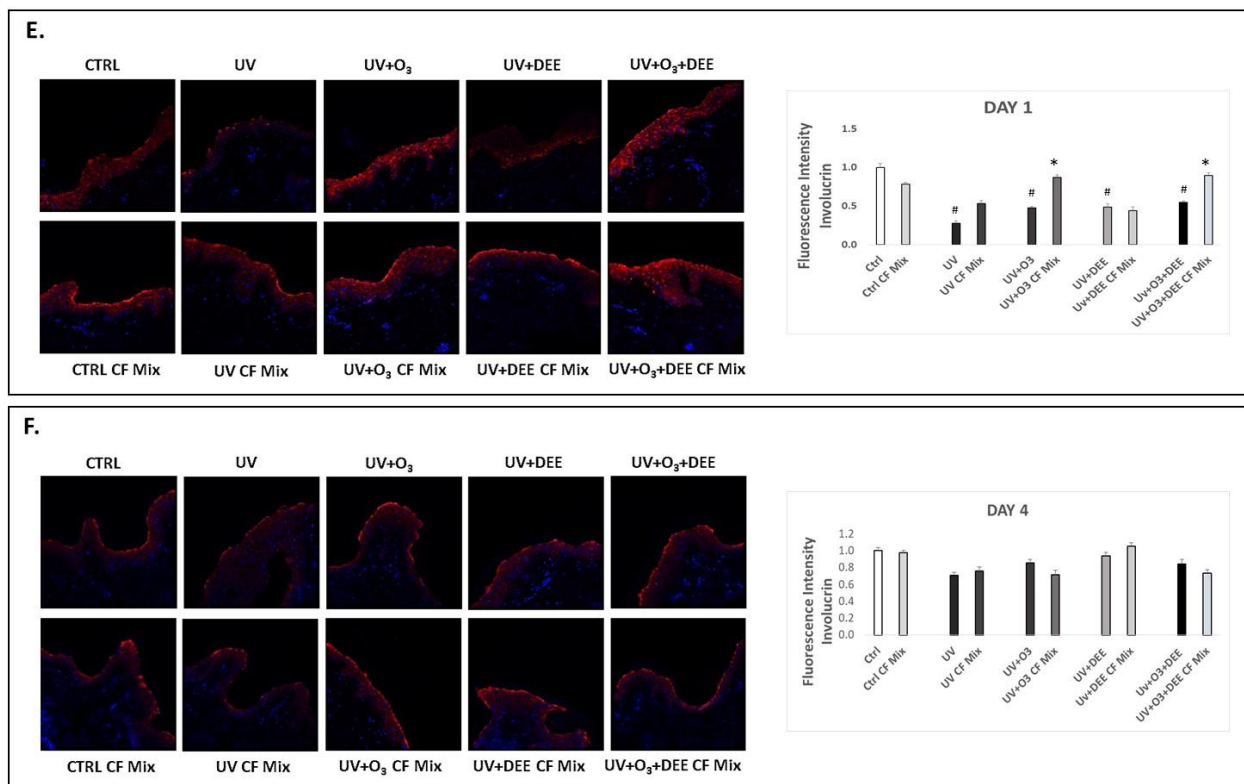 E.
CTRL
UV
UV+O₃
UV+DEE
UV+O₃+DEE
CTRL CF Mix
UV CF Mix
UV+O₃ CF Mix
UV+DEE CF Mix
UV+O₃+DEE CF Mix
DAY 1
Fluorescence Intensity
Involucrin
1.5
1.0
0.5
0.0
#
#
*
#
#
*
Ctrl
Ctrl CF Mix
UV
UV CF Mix
UV+O3
UV+O3 CF Mix
UV+DEE
Uv+DEE CF Mix
Uv+O3+DEE
UV+O3+DEE CF Mix
F.
CTRL
UV
UV+O₃
UV+DEE
UV+O₃+DEE
CTRL CF Mix
UV CF Mix
UV+O₃ CF Mix
UV+DEE CF Mix
UV+O₃+DEE CF Mix
DAY 4
Fluorescence Intensity
Involucrin
1.2
1.0
0.8
0.6
0.4
0.2
0.0
Ctrl
Ctrl CF Mix
UV
UV CF Mix
UV+O3
UV+O3 CF Mix
UV+DEE
Uv+DEE CF Mix
Uv+O3+DEE
UV+O3+DEE CF Mix